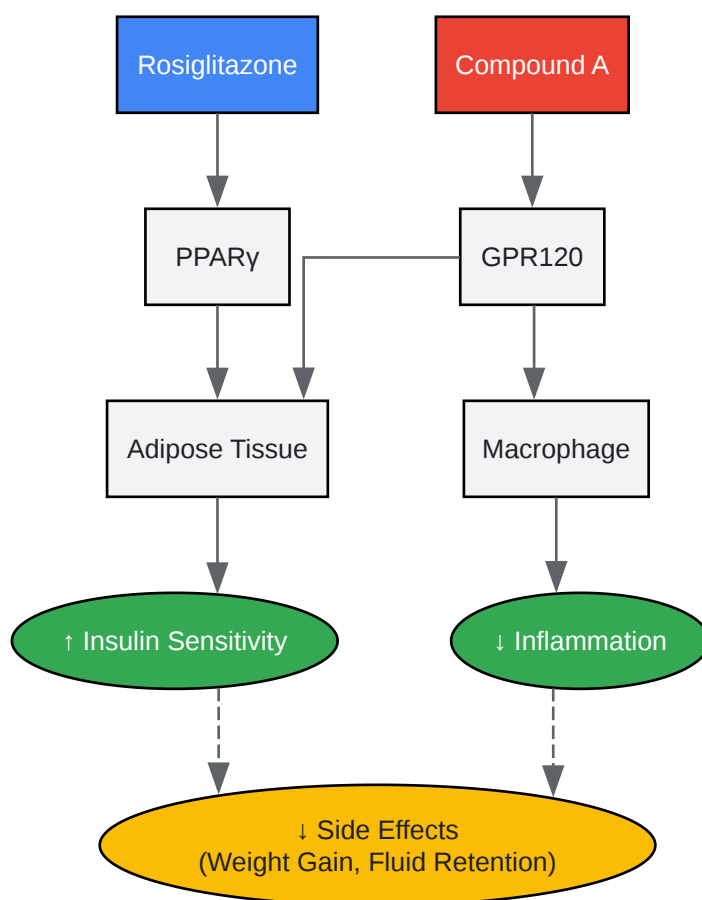 Rosiglitazone
Compound A
PPARγ
GPR120
Adipose Tissue
Macrophage
↑ Insulin Sensitivity
↓ Inflammation
↓ Side Effects
(Weight Gain, Fluid Retention)